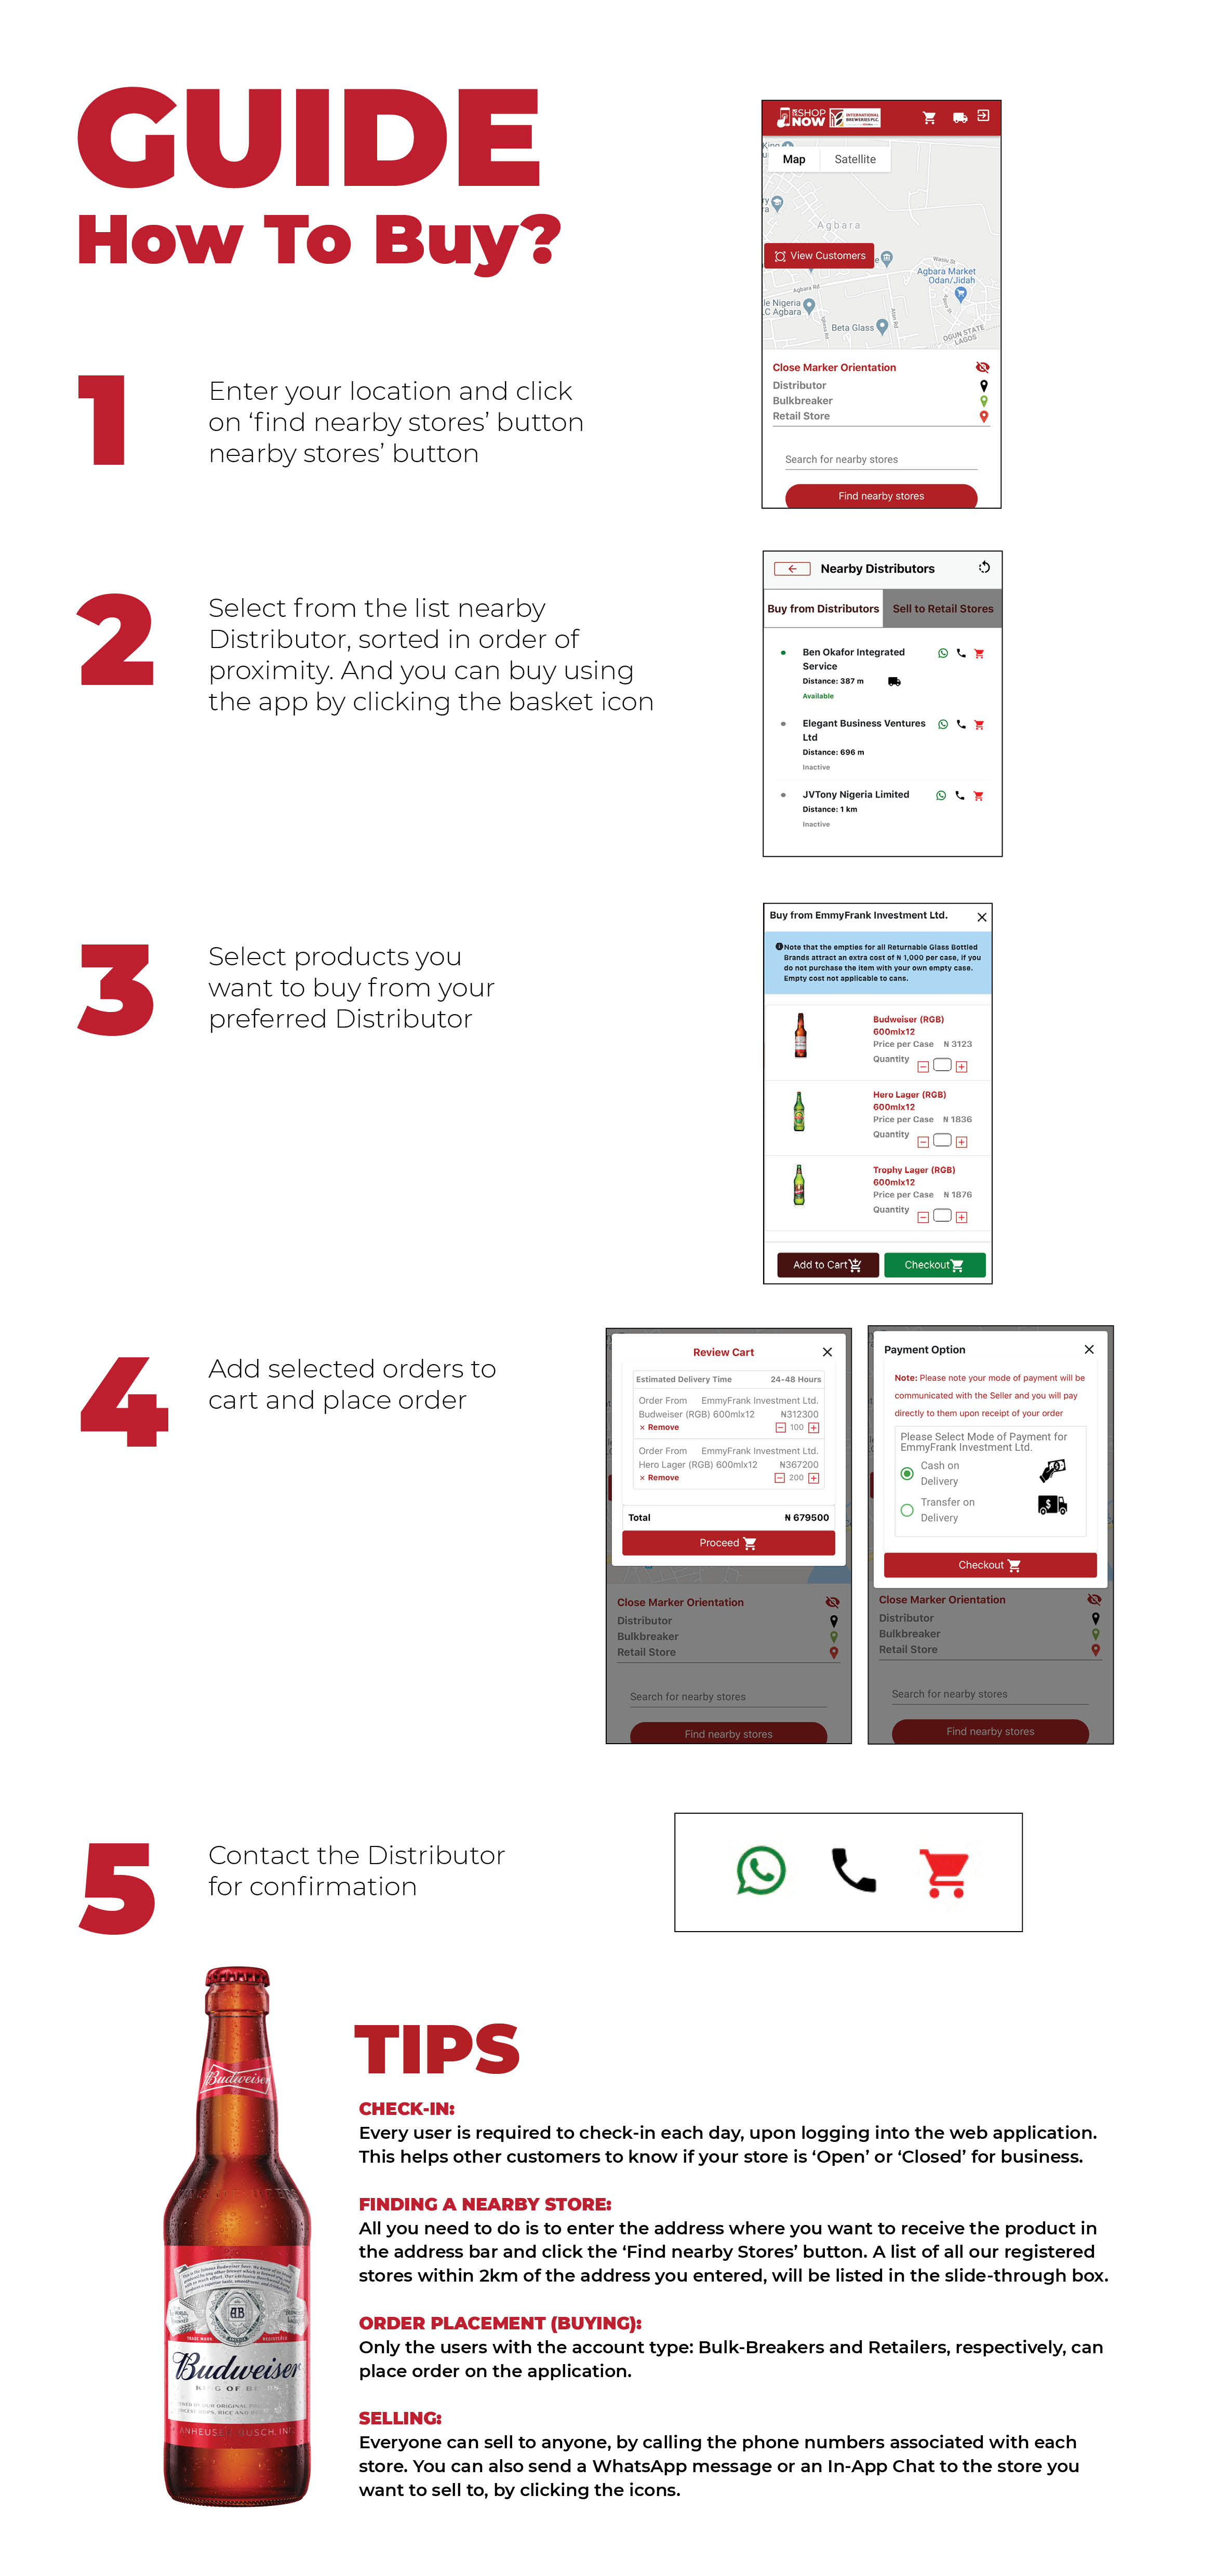 GUIDE
How To Buy?
SHOP
NOW
INTERNATIONAL
BREWERIES PLC.
Map
Satellite
Agbara
View Customers
Wasiu St
Agbara Market
Odan/Jidah
Agbara Rd
le Nigeria
LC Agbara
Beta Glass
OGUN STATE
LAGOS
Close Marker Orientation
Distributor
Bulkbreaker
Retail Store
Search for nearby stores
Find nearby stores
1
Enter your location and click
on ‘find nearby stores’ button
nearby stores’ button
2
Select from the list nearby
Distributor, sorted in order of
proximity. And you can buy using
the app by clicking the basket icon
Nearby Distributors
Buy from Distributors
Sell to Retail Stores
Ben Okafor Integrated
Service
Distance: 387 m
Available
Elegant Business Ventures
Ltd
Distance: 696 m
Inactive
JVTony Nigeria Limited
Distance: 1 km
Inactive
3
Select products you
want to buy from your
preferred Distributor
Buy from EmmyFrank Investment Ltd.
Note that the empties for all Returnable Glass Bottled
Brands attract an extra cost of ₦ 1,000 per case, if you
do not purchase the item with your own empty case.
Empty cost not applicable to cans.
Budweiser (RGB)
600mlx12
Price per Case ₦ 3123
Quantity
Hero Lager (RGB)
600mlx12
Price per Case ₦ 1836
Quantity
Trophy Lager (RGB)
600mlx12
Price per Case ₦ 1876
Quantity
Add to Cart
Checkout
4
Add selected orders to
cart and place order
Review Cart
Estimated Delivery Time 24-48 Hours
Order From EmmyFrank Investment Ltd.
Budweiser (RGB) 600mlx12 ₦312300
× Remove 100
Order From EmmyFrank Investment Ltd.
Hero Lager (RGB) 600mlx12 ₦367200
× Remove 200
Total ₦ 679500
Proceed
Close Marker Orientation
Distributor
Bulkbreaker
Retail Store
Search for nearby stores
Find nearby stores
Payment Option
Note: Please note your mode of payment will be
communicated with the Seller and you will pay
directly to them upon receipt of your order
Please Select Mode of Payment for
EmmyFrank Investment Ltd.
Cash on
Delivery
Transfer on
Delivery
Checkout
Close Marker Orientation
Distributor
Bulkbreaker
Retail Store
Search for nearby stores
Find nearby stores
5
Contact the Distributor
for confirmation
Budweiser
AB
TRADE MARK REGISTERED
Budweiser
KING OF
TIPS
CHECK-IN:
Every user is required to check-in each day, upon logging into the web application.
This helps other customers to know if your store is ‘Open’ or ‘Closed’ for business.
FINDING A NEARBY STORE:
All you need to do is to enter the address where you want to receive the product in
the address bar and click the ‘Find nearby Stores’ button. A list of all our registered
stores within 2km of the address you entered, will be listed in the slide-through box.
ORDER PLACEMENT (BUYING):
Only the users with the account type: Bulk-Breakers and Retailers, respectively, can
place order on the application.
SELLING:
Everyone can sell to anyone, by calling the phone numbers associated with each
store. You can also send a WhatsApp message or an In-App Chat to the store you
want to sell to, by clicking the icons.